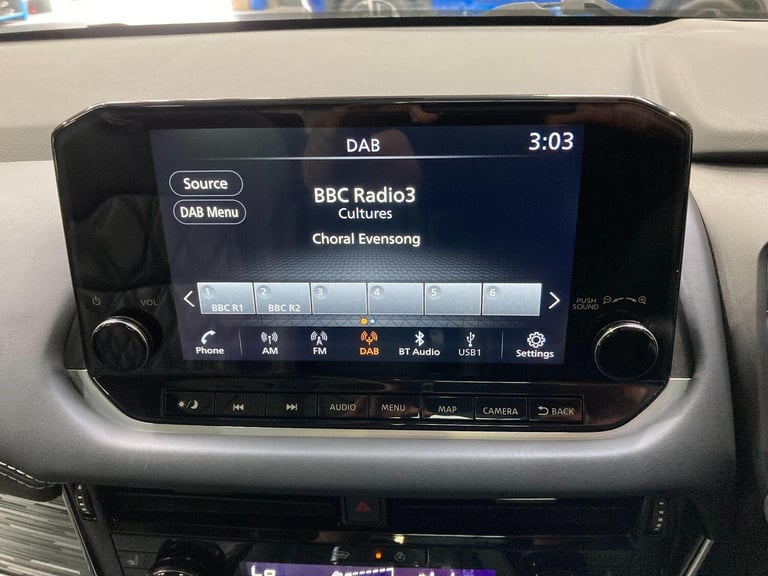 DAB
3:03
Source
DAB Menu
BBC Radio3
Cultures
Choral Evensong
1 2 3 4 5 6
BBC R1 BBC R2
VOL
PUSH
SOUND
Phone AM FM DAB BT Audio USB1 Settings
AUDIO MENU MAP CAMERA BACK
Lo